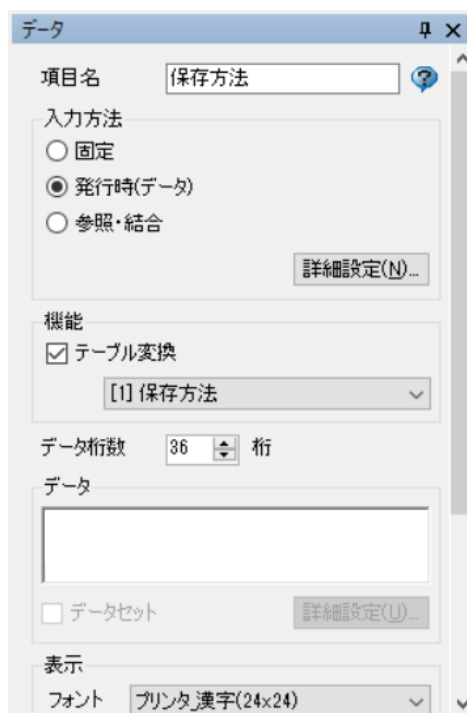 データ
項目名 保存方法
入力方法
固定
発行時(データ)
参照・結合
詳細設定(N)...
機能
テーブル変換
[1] 保存方法
データ桁数 36 桁
データ
データセット 詳細設定(U)...
表示
フォント プリンタ_漢字(24x24)